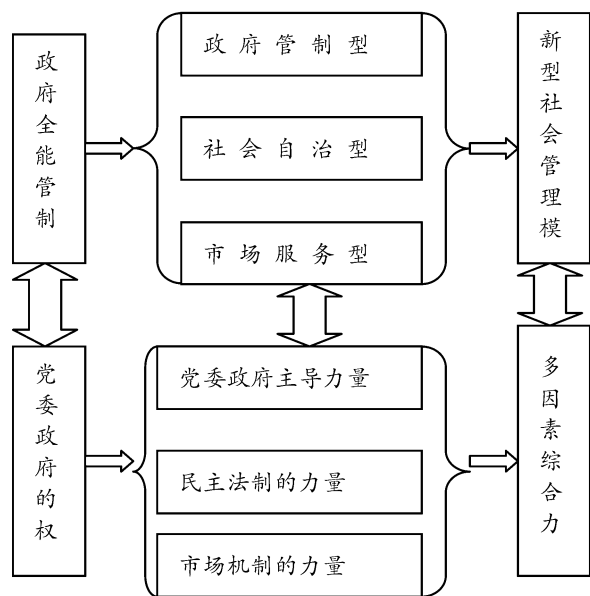 政府全能管制
政府管制型
社会自治型
市场服务型
新型社会管理模
党委政府的权
党委政府主导力量
民主法制的力量
市场机制的力量
多因素综合力